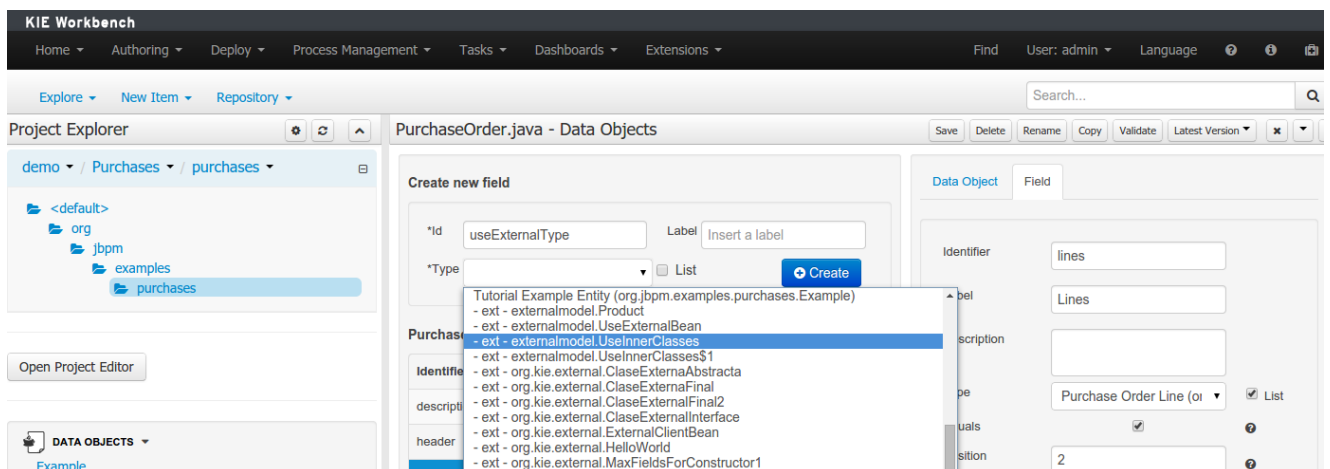 KIE Workbench
Home Authoring Deploy Process Management Tasks Dashboards Extensions Find User: admin Language
Explore New Item Repository Search...
Project Explorer
demo / Purchases / purchases
<default>
org
jbpm
examples
purchases
Open Project Editor
DATA OBJECTS
Example
PurchaseOrder.java - Data Objects
Save Delete Rename Copy Validate Latest Version
Create new field
*Id useExternalType Label Insert a label
*Type List Create
Tutorial Example Entity (org.jbpm.examples.purchases.Example)
- ext - externalmodel.Product
- ext - externalmodel.UseExternalBean
- ext - externalmodel.UseInnerClasses
- ext - externalmodel.UseInnerClasses$1
- ext - org.kie.external.ClaseExternaAbstracta
- ext - org.kie.external.ClaseExternaFinal
- ext - org.kie.external.ClaseExternalFinal2
- ext - org.kie.external.ClaseExternalInterface
- ext - org.kie.external.ExternalClientBean
- ext - org.kie.external.HelloWorld
- ext - org.kie.external.MaxFieldsForConstructor1
Purchas
Identifie
descripti
header
Data Object Field
Identifier lines
bel Lines
scription
pe Purchase Order Line (or List
uals
sition 2